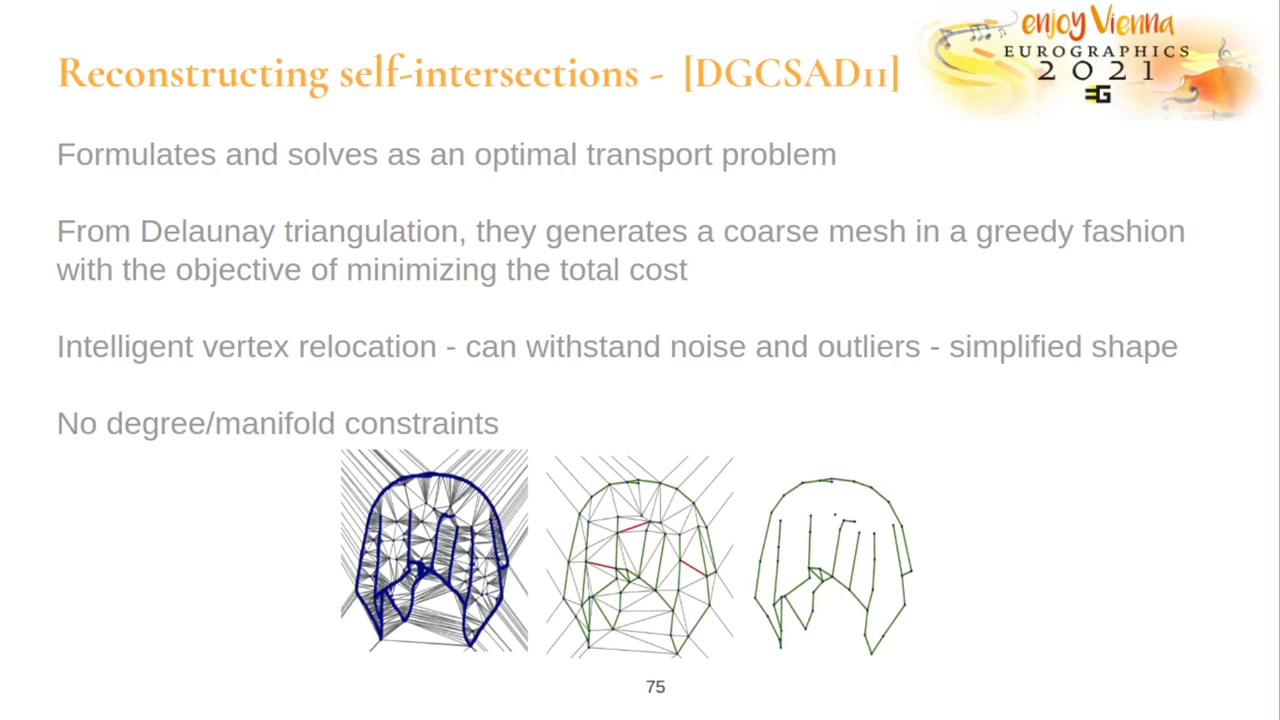 enjoy Vienna
EUROGRAPHICS
2021
EG
Reconstructing self-intersections - [DGCSAD11]
Formulates and solves as an optimal transport problem
From Delaunay triangulation, they generates a coarse mesh in a greedy fashion
with the objective of minimizing the total cost
Intelligent vertex relocation - can withstand noise and outliers - simplified shape
No degree/manifold constraints
75